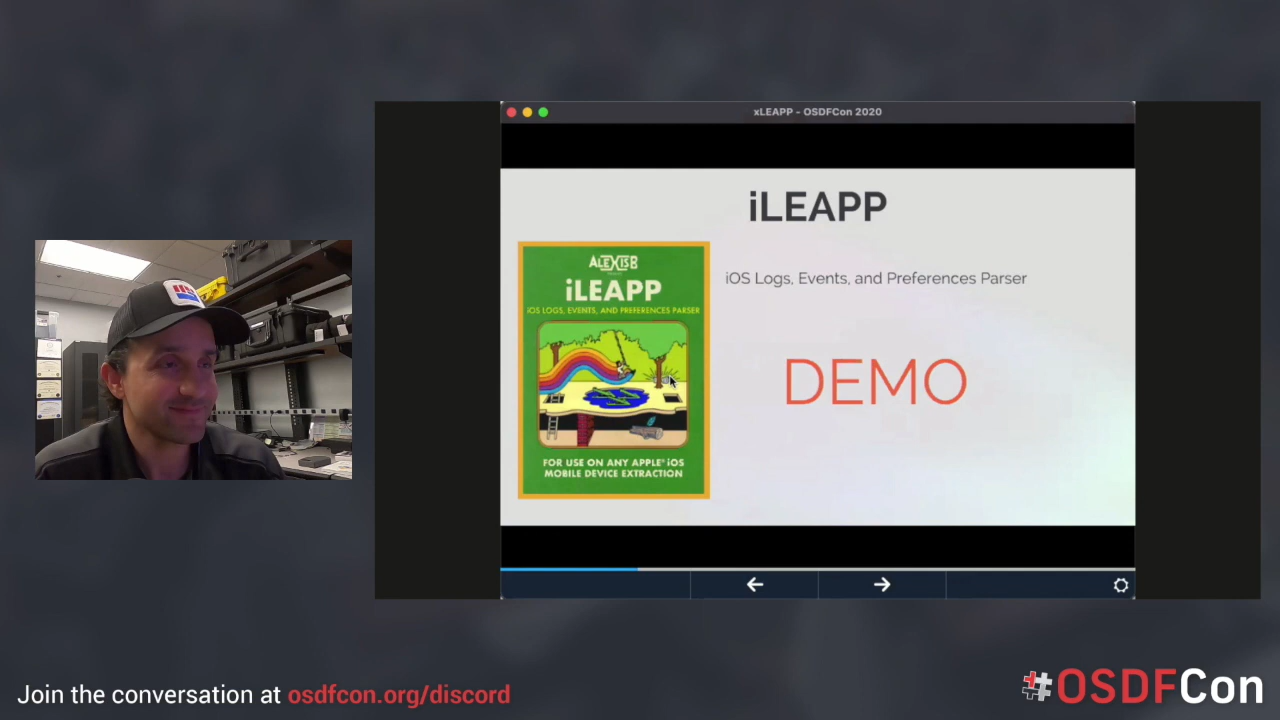 xLEAPP - OSDFCon 2020
iLEAPP
iOS Logs, Events, and Preferences Parser
DEMO
ALEXIS B
iLEAPP
iOS LOGS, EVENTS, AND PREFERENCES PARSER
FOR USE ON ANY APPLE® iOS
MOBILE DEVICE EXTRACTION
Join the conversation at osdfcon.org/discord
#OSDFCon